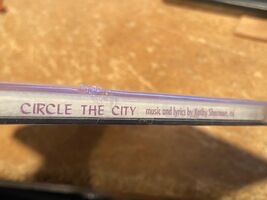 CIRCLE THE CITY music and lyrics by Kathy Sherman,